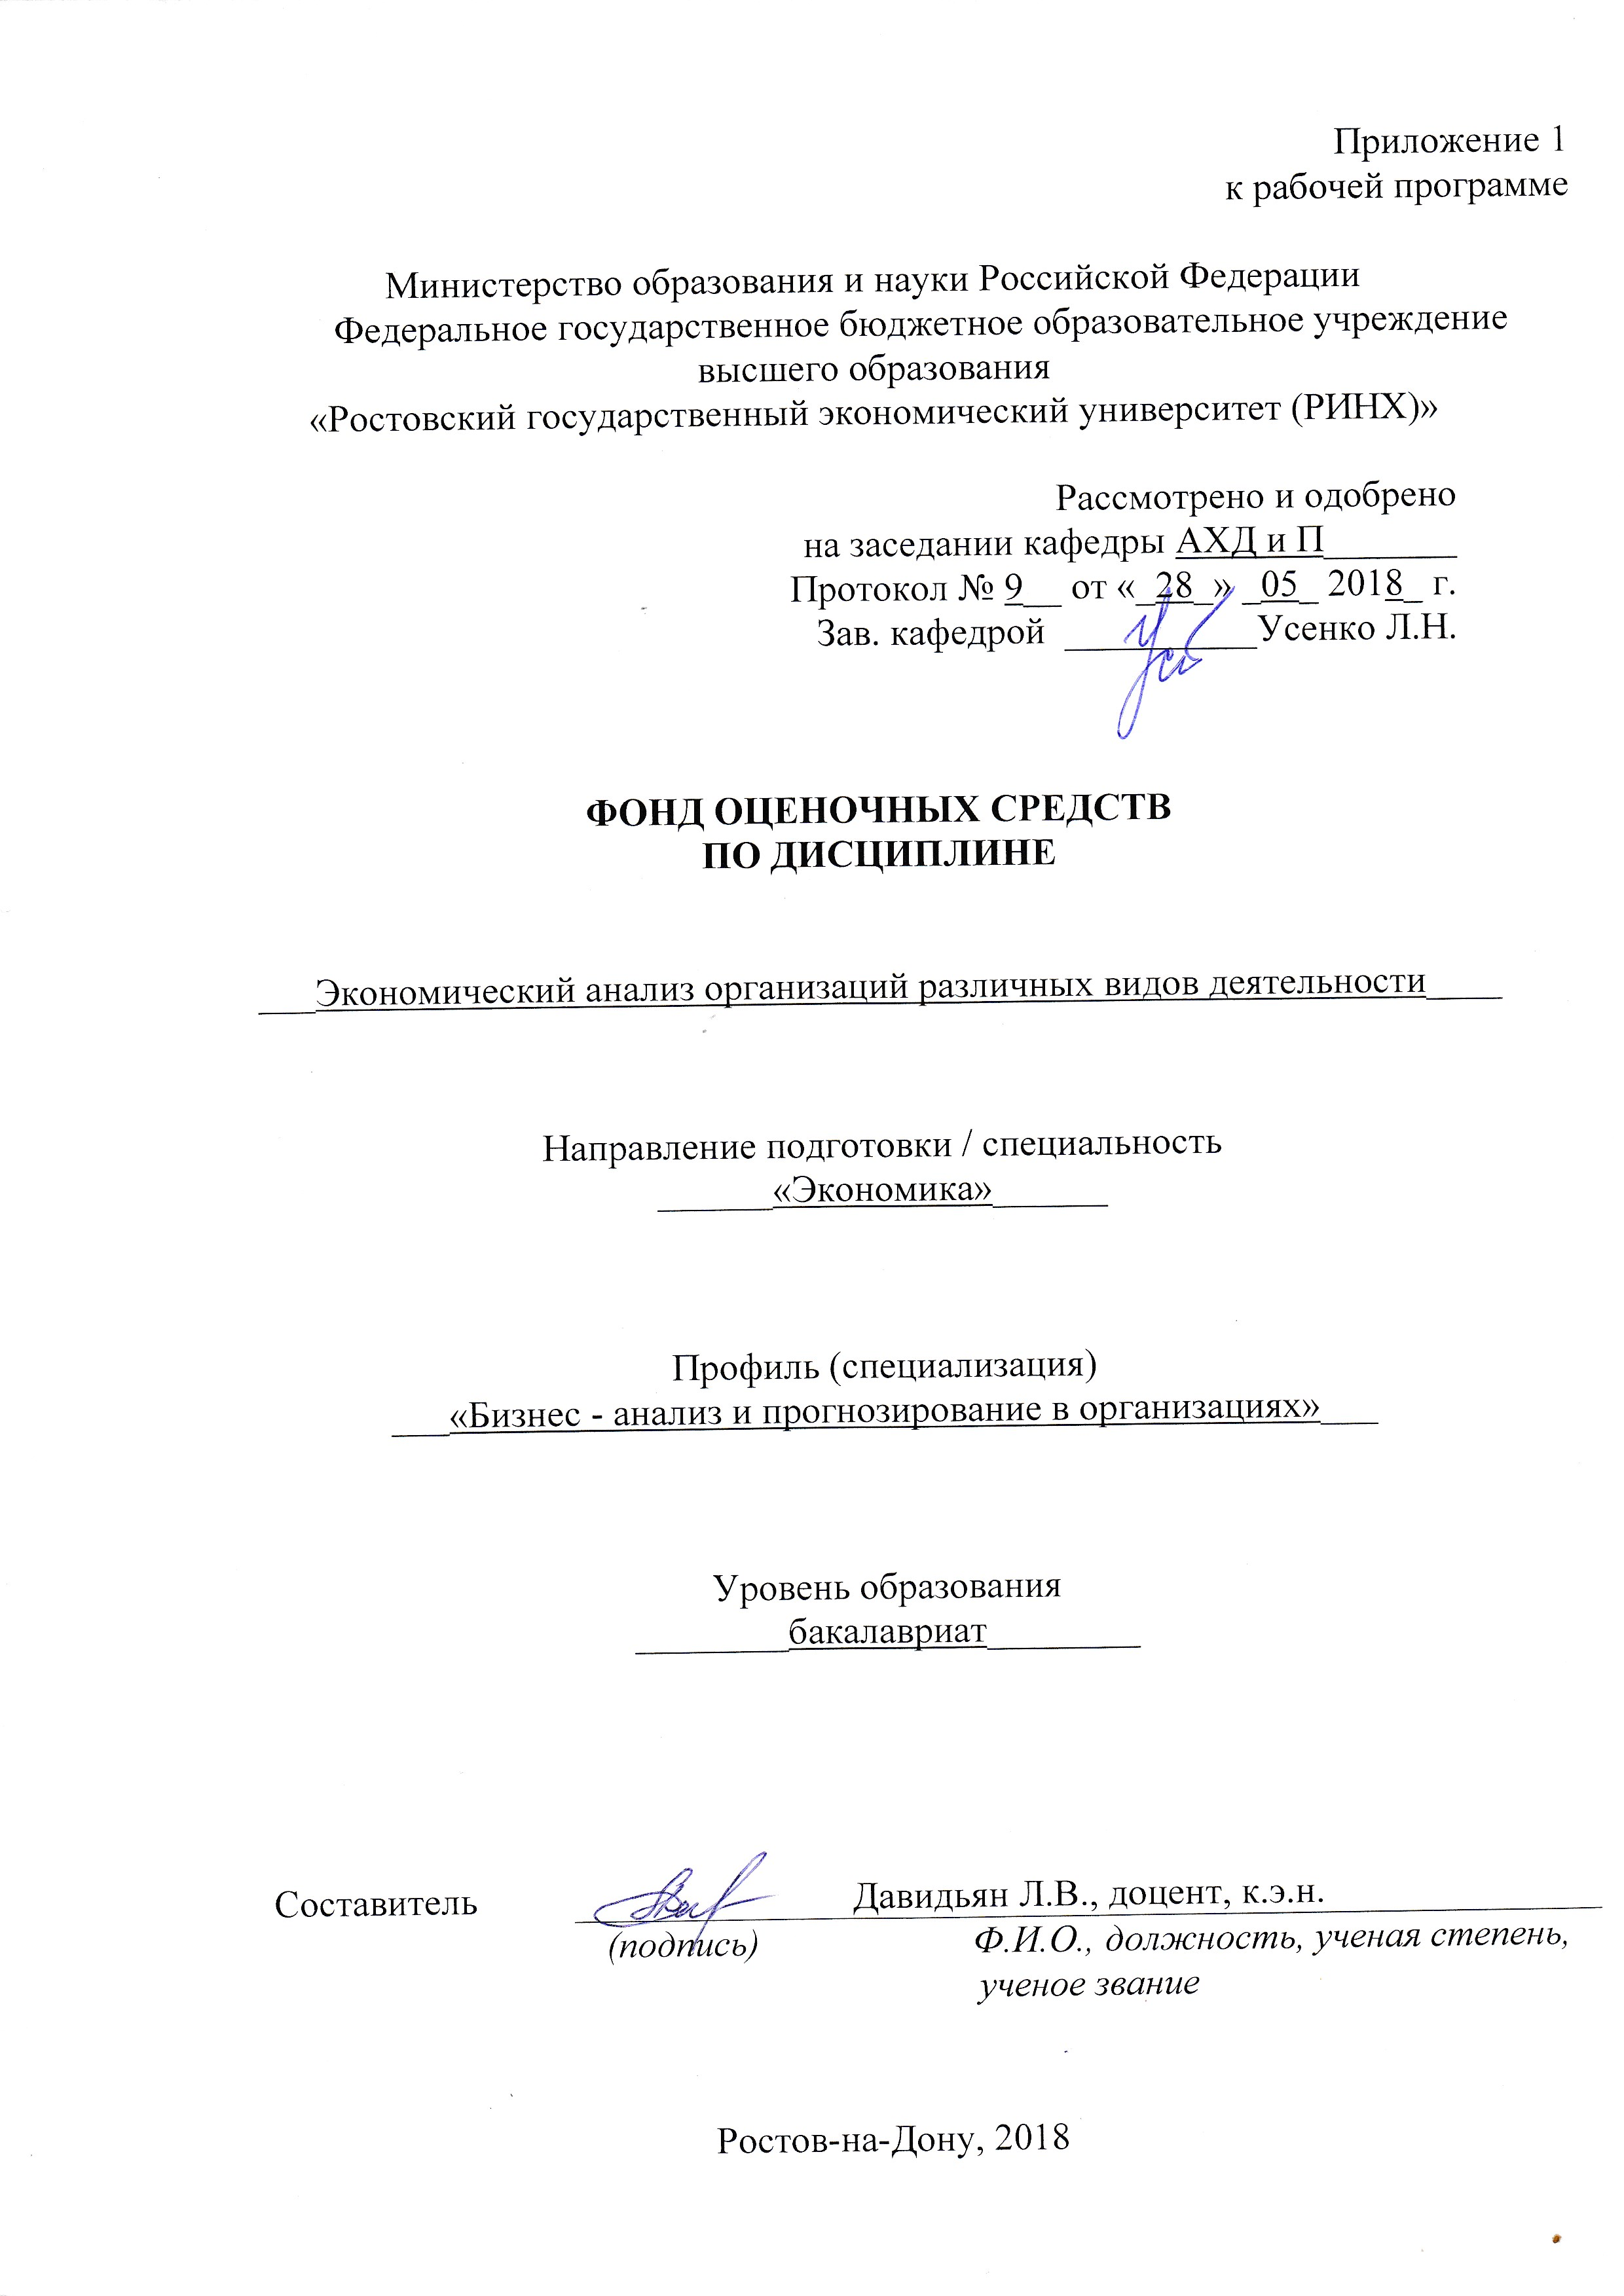 Приложение 1
к рабочей программе
Министерство образования и науки Российской Федерации
Федеральное государственное бюджетное образовательное учреждение
высшего образования
«Ростовский государственный экономический университет (РИНХ)»
Рассмотрено и одобрено
на заседании кафедры АХД и П_______
Протокол № 9__ от «_28_» _05_ 2018_ г.
Зав. кафедрой __________Усенко Л.Н.
ФОНД ОЦЕНОЧНЫХ СРЕДСТВ
ПО ДИСЦИПЛИНЕ
___Экономический анализ организаций различных видов деятельности____
Направление подготовки / специальность
______«Экономика»______
Профиль (специализация)
___«Бизнес - анализ и прогнозирование в организациях»___
Уровень образования
________бакалавриат________
Составитель Давидьян Л.В., доцент, к.э.н.
(подпись) Ф.И.О., должность, ученая степень,
ученое звание
Ростов-на-Дону, 2018